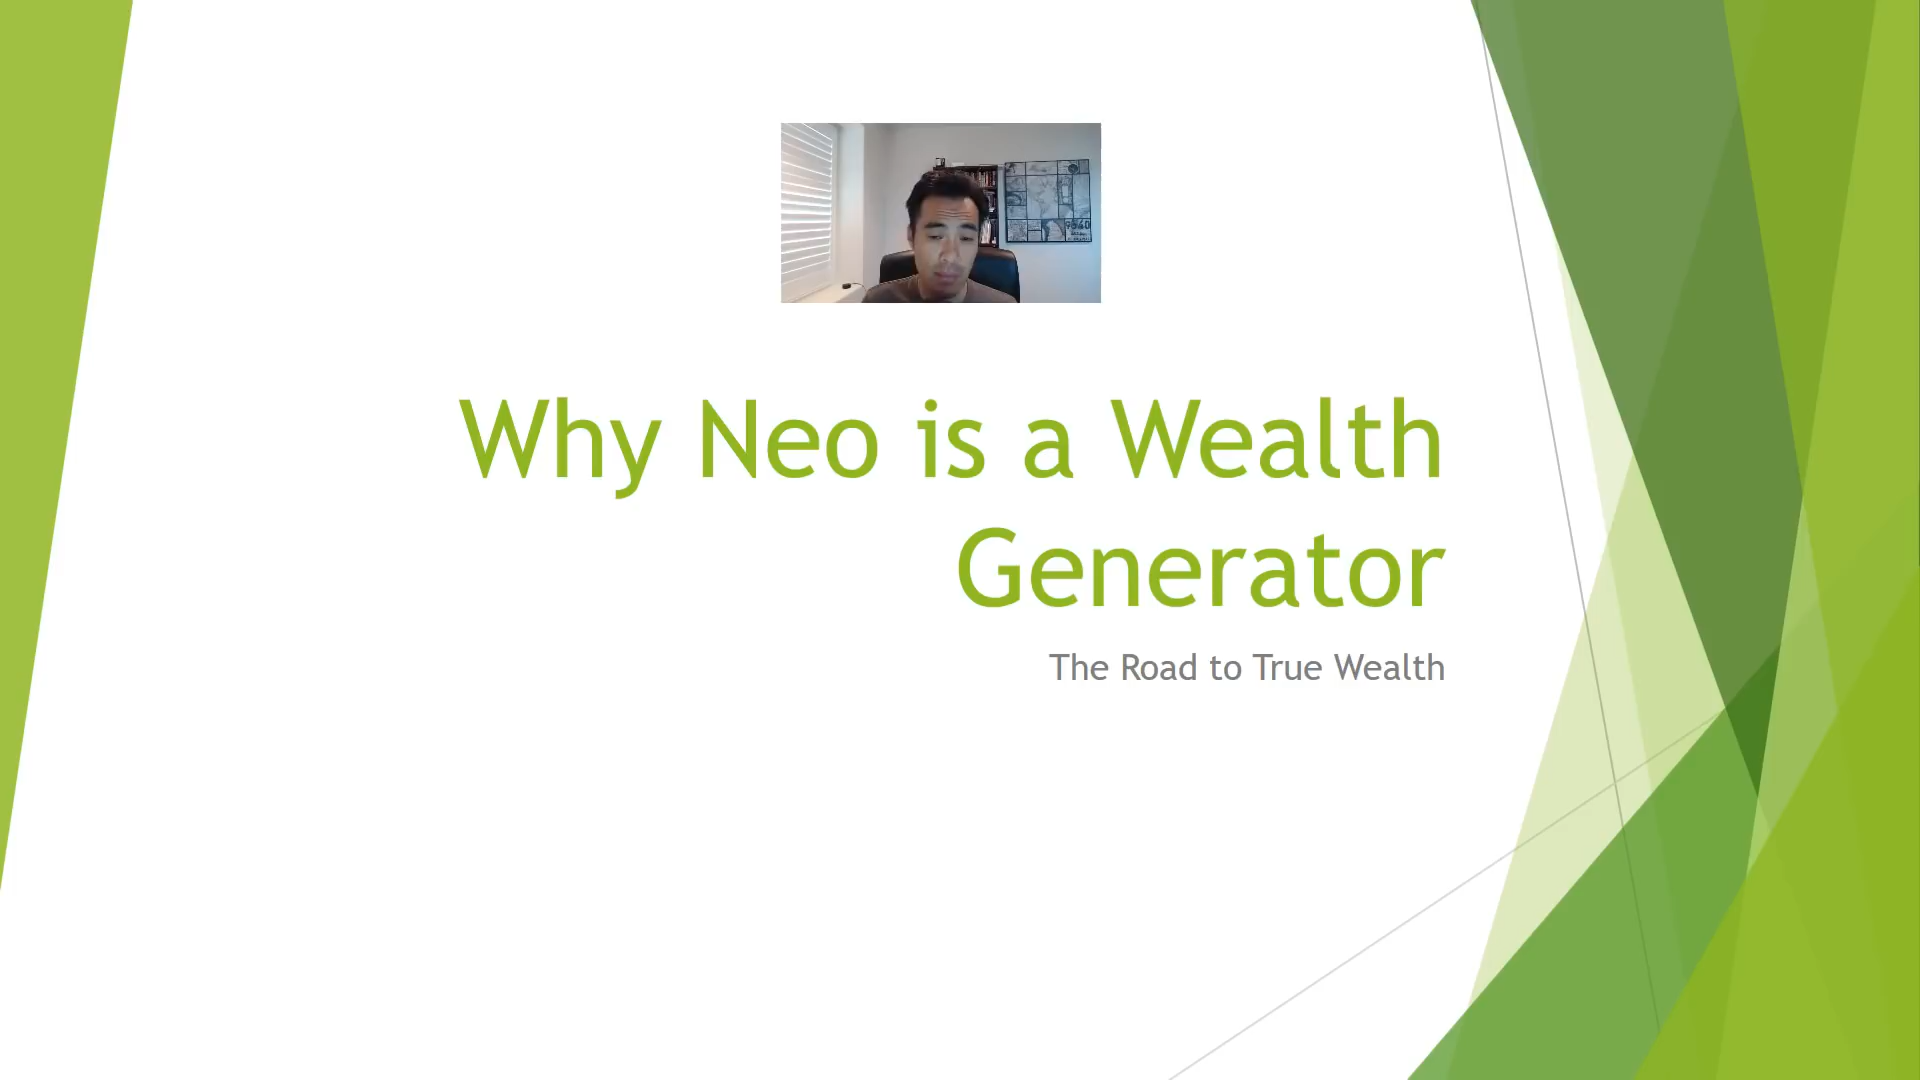 Why Neo is a Wealth
Generator
The Road to True Wealth